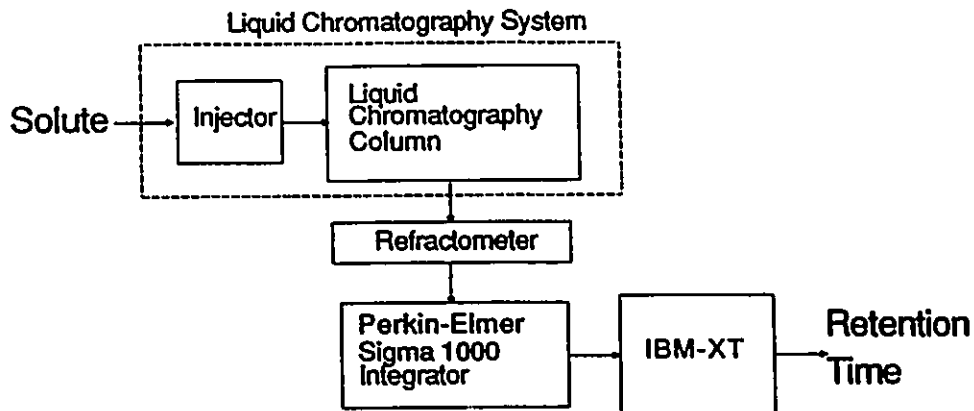 Liquid Chromatography System
Solute
Injector
Liquid
Chromatography
Column
Refractometer
Perkin-Elmer
Sigma 1000
Integrator
IBM-XT
Retention
Time